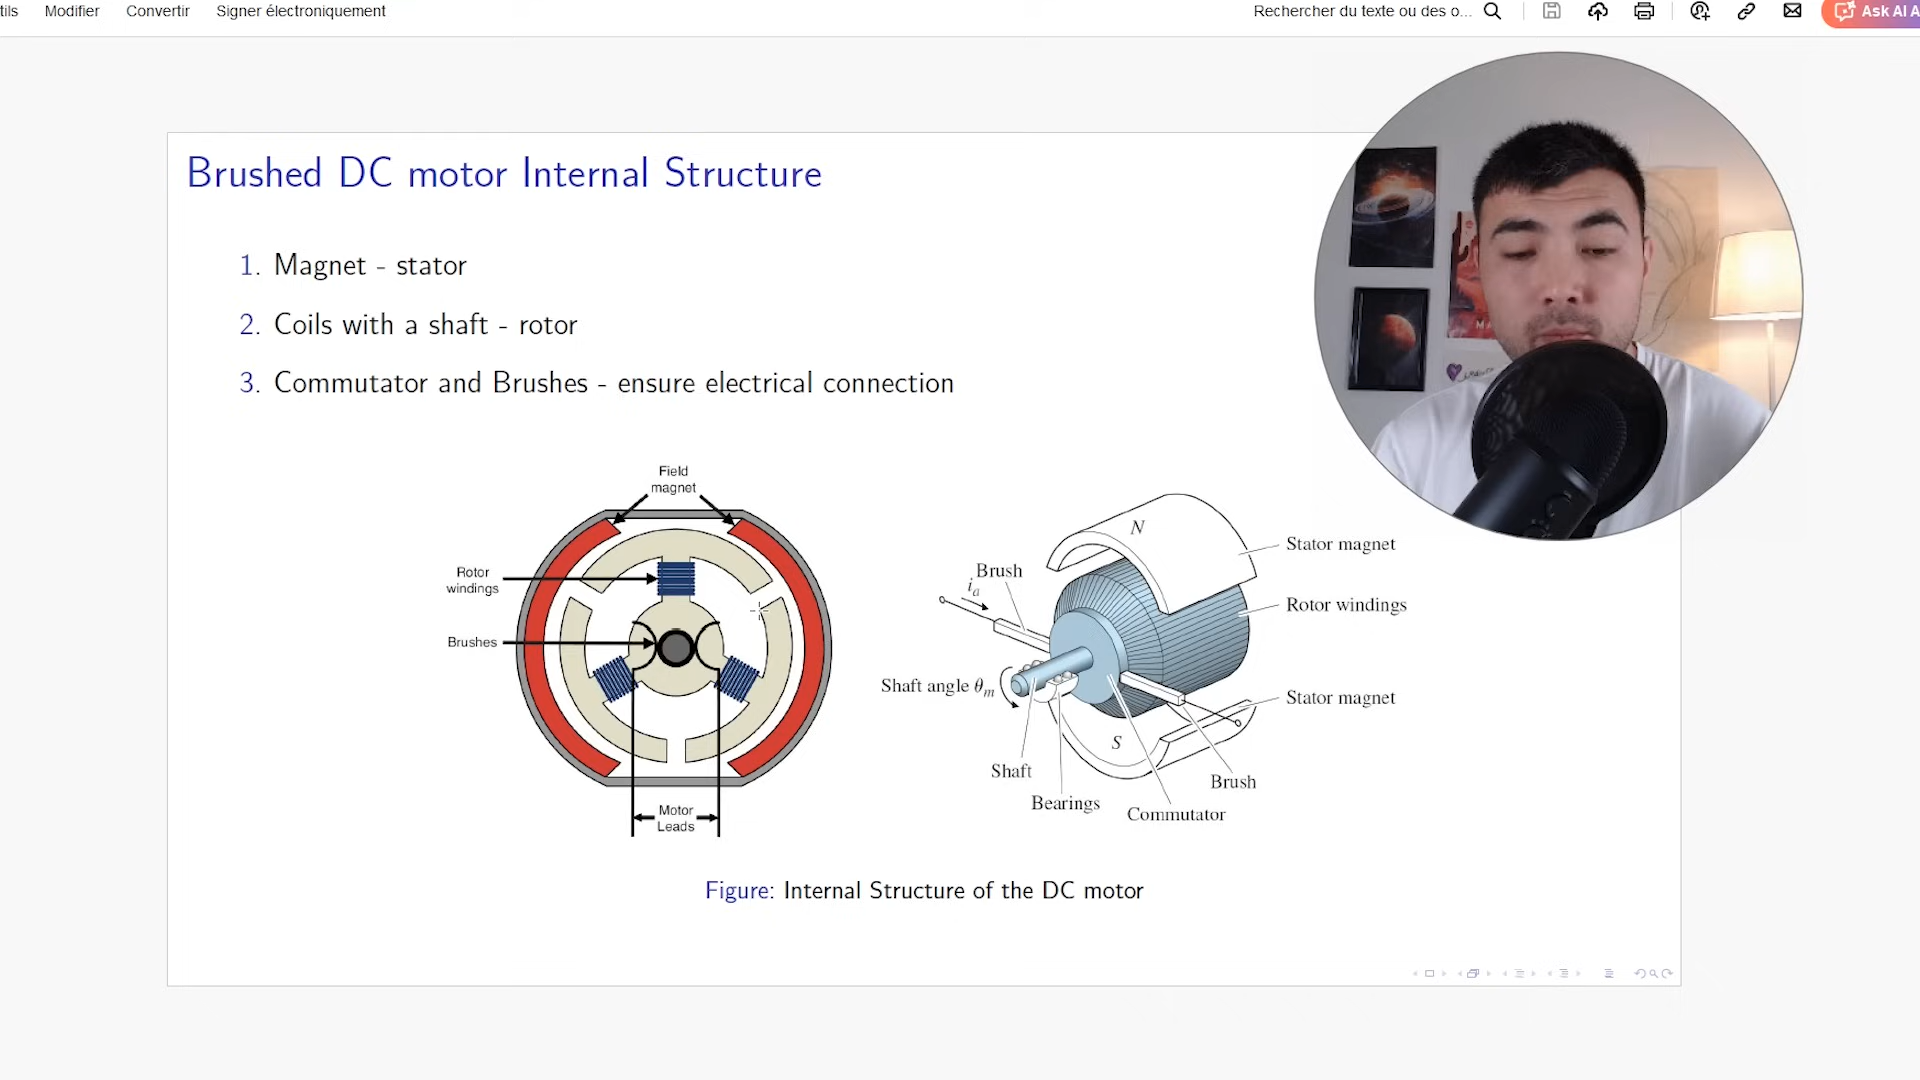 tils Modifier Convertir Signer électroniquement
Rechercher du texte ou des o...
Ask AI A
Brushed DC motor Internal Structure
1. Magnet - stator
2. Coils with a shaft - rotor
3. Commutator and Brushes - ensure electrical connection
Field
magnet
Rotor
windings
Brushes
Motor
Leads
N
Stator magnet
Brush
i_a
Rotor windings
Shaft angle θ_m
Stator magnet
S
Shaft
Brush
Bearings
Commutator
Figure: Internal Structure of the DC motor